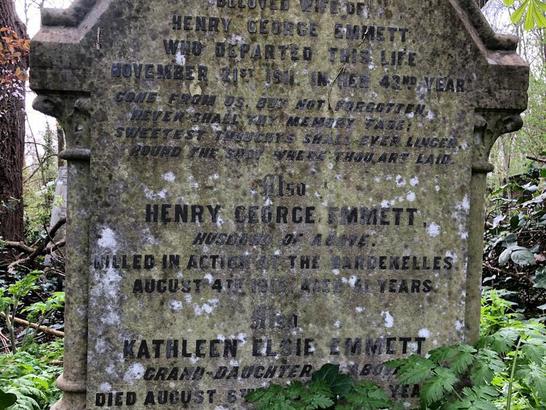 BELOVED WIFE OF
HENRY GEORGE EMMETT
WHO DEPARTED THIS LIFE
NOVEMBER 21ST 1911 IN HER 42ND YEAR
GONE FROM US, BUT NOT FORGOTTEN,
NEVER SHALL THY MEMORY FADE;
SWEETEST THOUGHTS SHALL EVER LINGER
ROUND THE SPOT WHERE THOU ART LAID.
Also
HENRY GEORGE EMMETT,
HUSBAND OF ABOVE.
KILLED IN ACTION AT THE DARDENELLES
AUGUST 4TH 1915, AGED 41 YEARS.
Also
KATHLEEN ELSIE EMMETT
GRAND-DAUGHTER ABOVE
DIED AUGUST